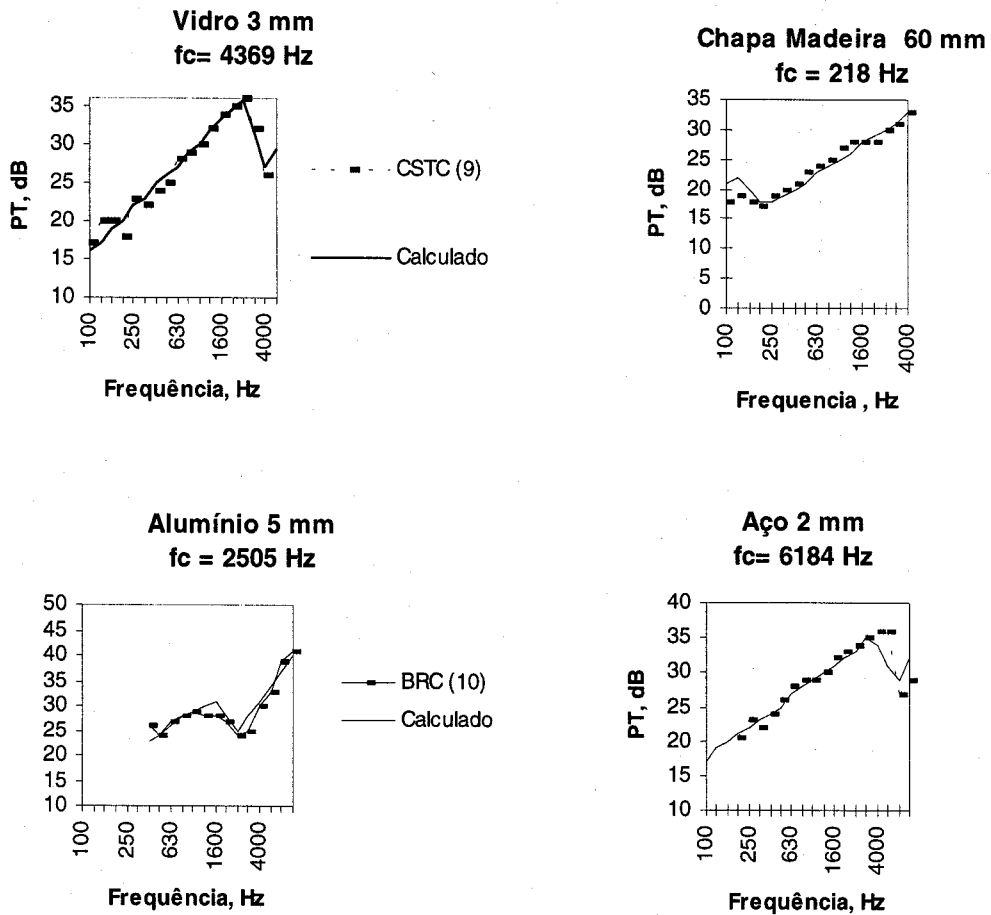 Vidro 3 mm
fc= 4369 Hz
35
30
25
20
15
10
PT, dB
100
250
630
1600
4000
Frequência, Hz
CSTC (9)
Calculado
Chapa Madeira 60 mm
fc = 218 Hz
35
30
25
20
15
10
5
0
PT, dB
100
250
630
1600
4000
Frequencia , Hz
Alumínio 5 mm
fc = 2505 Hz
50
45
40
35
30
25
20
15
10
100
250
630
1600
4000
Frequência, Hz
BRC (10)
Calculado
Aço 2 mm
fc= 6184 Hz
40
35
30
25
20
15
10
PT, dB
100
250
630
1600
4000
Frequência, Hz